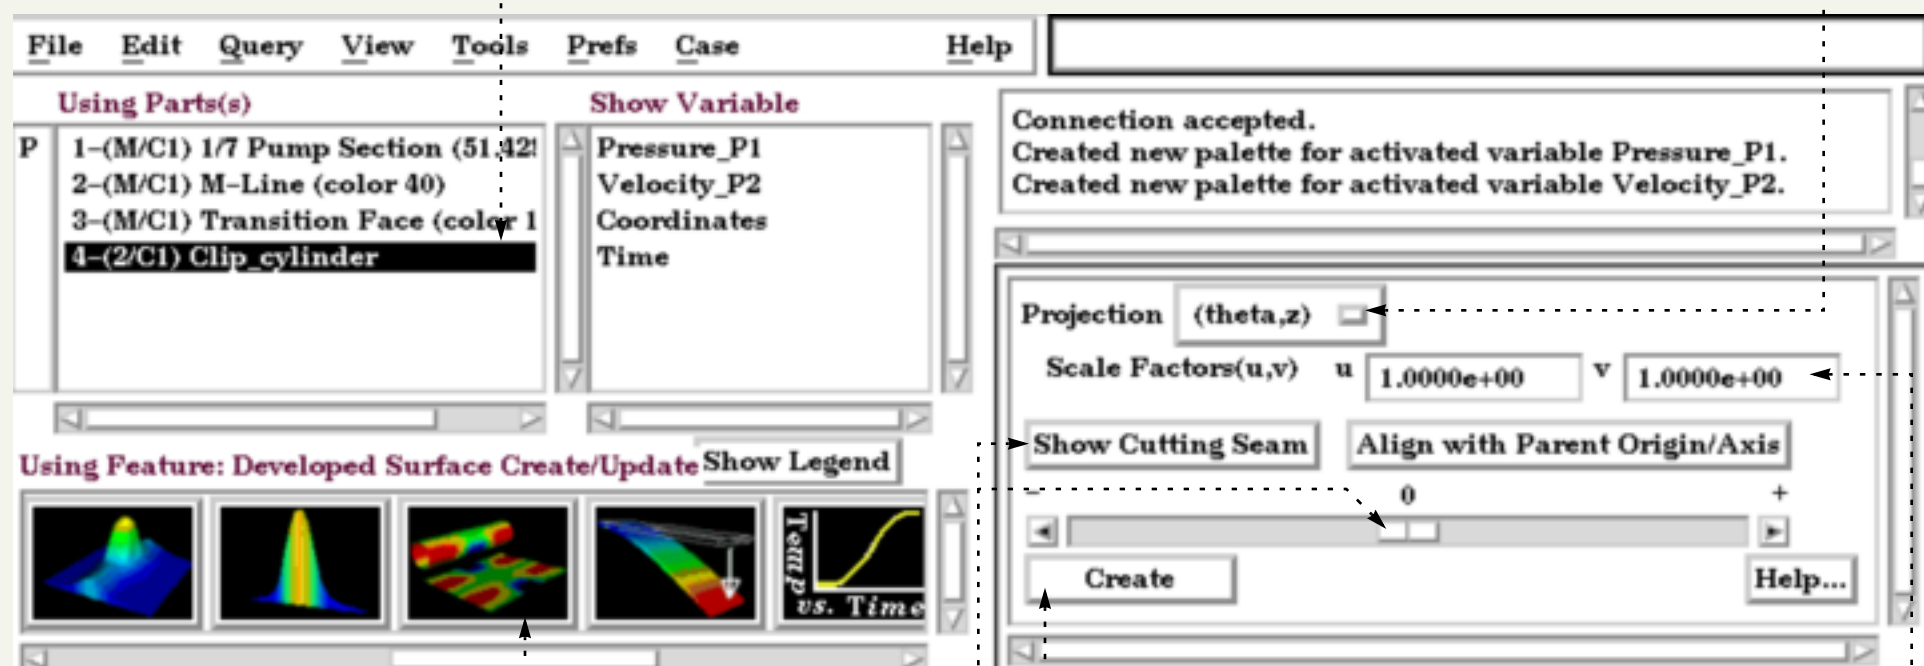 File Edit Query View Tools Prefs Case Help
Using Parts(s)
P
1-(M/C1) 1/7 Pump Section (51,42
2-(M/C1) M-Line (color 40)
3-(M/C1) Transition Face (color 1
4-(2/C1) Clip_cylinder
Show Variable
Pressure_P1
Velocity_P2
Coordinates
Time
Connection accepted.
Created new palette for activated variable Pressure_P1.
Created new palette for activated variable Velocity_P2.
Using Feature: Developed Surface Create/Update
Show Legend
Temp
vs. Time
Projection (theta,z)
Scale Factors(u,v) u 1.0000e+00 v 1.0000e+00
Show Cutting Seam Align with Parent Origin/Axis
- 0 +
Create Help...